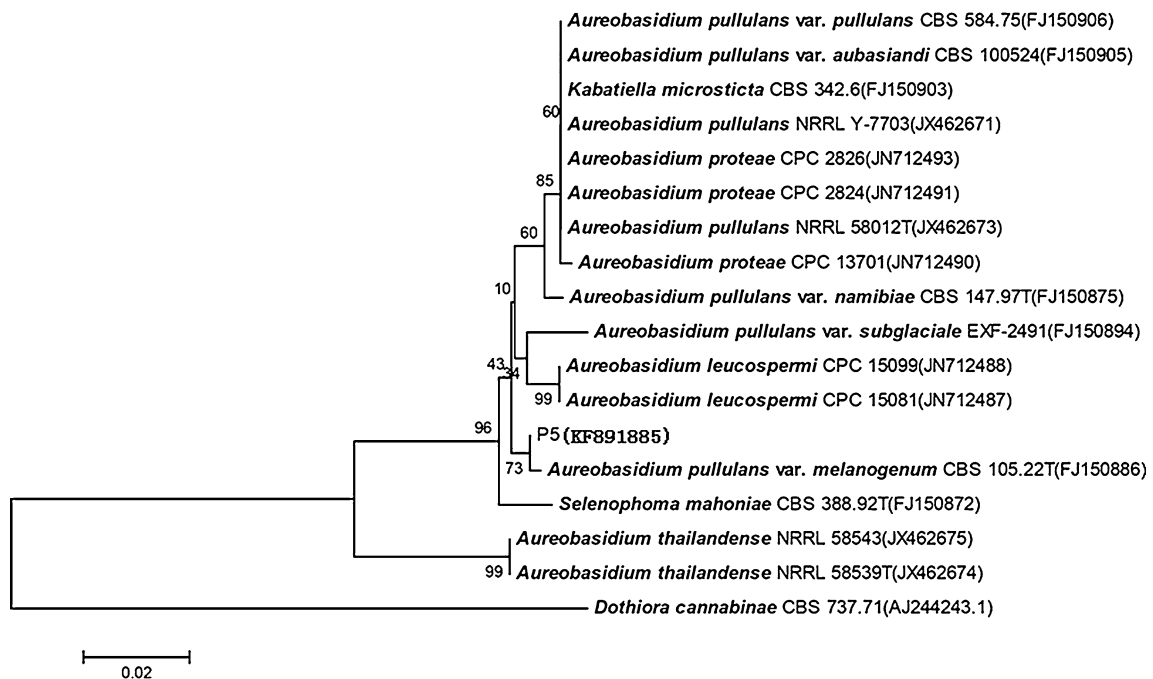 Aureobasidium pullulans var. pullulans CBS 584.75(FJ150906)
Aureobasidium pullulans var. aubasiandi CBS 100524(FJ150905)
Kabatiella microsticta CBS 342.6(FJ150903)
60
Aureobasidium pullulans NRRL Y-7703(JX462671)
Aureobasidium proteae CPC 2826(JN712493)
85
Aureobasidium proteae CPC 2824(JN712491)
Aureobasidium pullulans NRRL 58012T(JX462673)
60
Aureobasidium proteae CPC 13701(JN712490)
10
Aureobasidium pullulans var. namibiae CBS 147.97T(FJ150875)
Aureobasidium pullulans var. subglaciale EXF-2491(FJ150894)
43
34
Aureobasidium leucospermi CPC 15099(JN712488)
99
Aureobasidium leucospermi CPC 15081(JN712487)
96
P5(KF891885)
73
Aureobasidium pullulans var. melanogenum CBS 105.22T(FJ150886)
Selenophoma mahoniae CBS 388.92T(FJ150872)
Aureobasidium thailandense NRRL 58543(JX462675)
99
Aureobasidium thailandense NRRL 58539T(JX462674)
Dothiora cannabinae CBS 737.71(AJ244243.1)
0.02